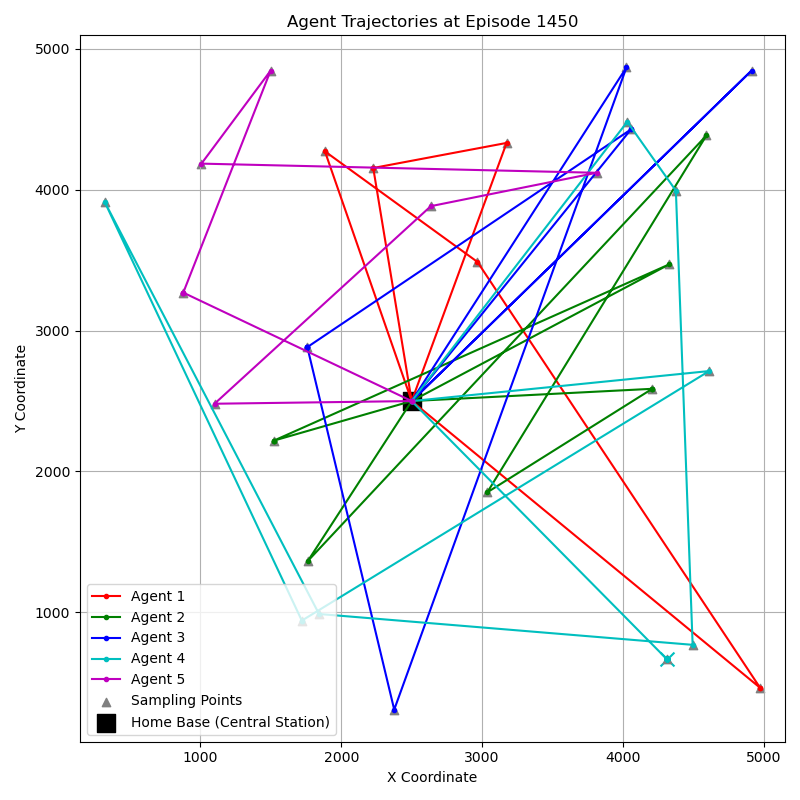 Agent Trajectories at Episode 1450
Y Coordinate
5000
4000
3000
2000
1000
Agent 1
Agent 2
Agent 3
Agent 4
Agent 5
Sampling Points
Home Base (Central Station)
1000 2000 3000 4000 5000
X Coordinate